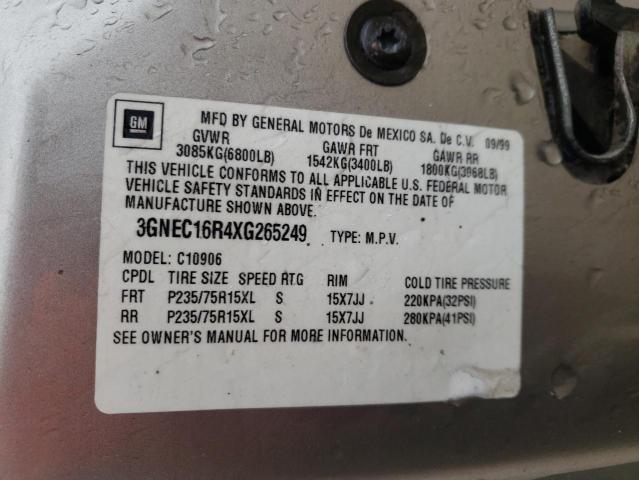 GM
MFD BY GENERAL MOTORS De MEXICO SA. De C.V. 09/99
GVWR GAWR FRT GAWR RR
3085KG(6800LB) 1542KG(3400LB) 1800KG(3968LB)
THIS VEHICLE CONFORMS TO ALL APPLICABLE U.S. FEDERAL MOTOR
VEHICLE SAFETY STANDARDS IN EFFECT ON THE DATE OF
MANUFACTURE SHOWN ABOVE.
3GNEC16R4XG265249 TYPE: M.P.V.
MODEL: C10906
CPDL TIRE SIZE SPEED RTG RIM COLD TIRE PRESSURE
FRT P235/75R15XL S 15X7JJ 220KPA(32PSI)
RR P235/75R15XL S 15X7JJ 280KPA(41PSI)
SEE OWNER'S MANUAL FOR MORE INFORMATION.